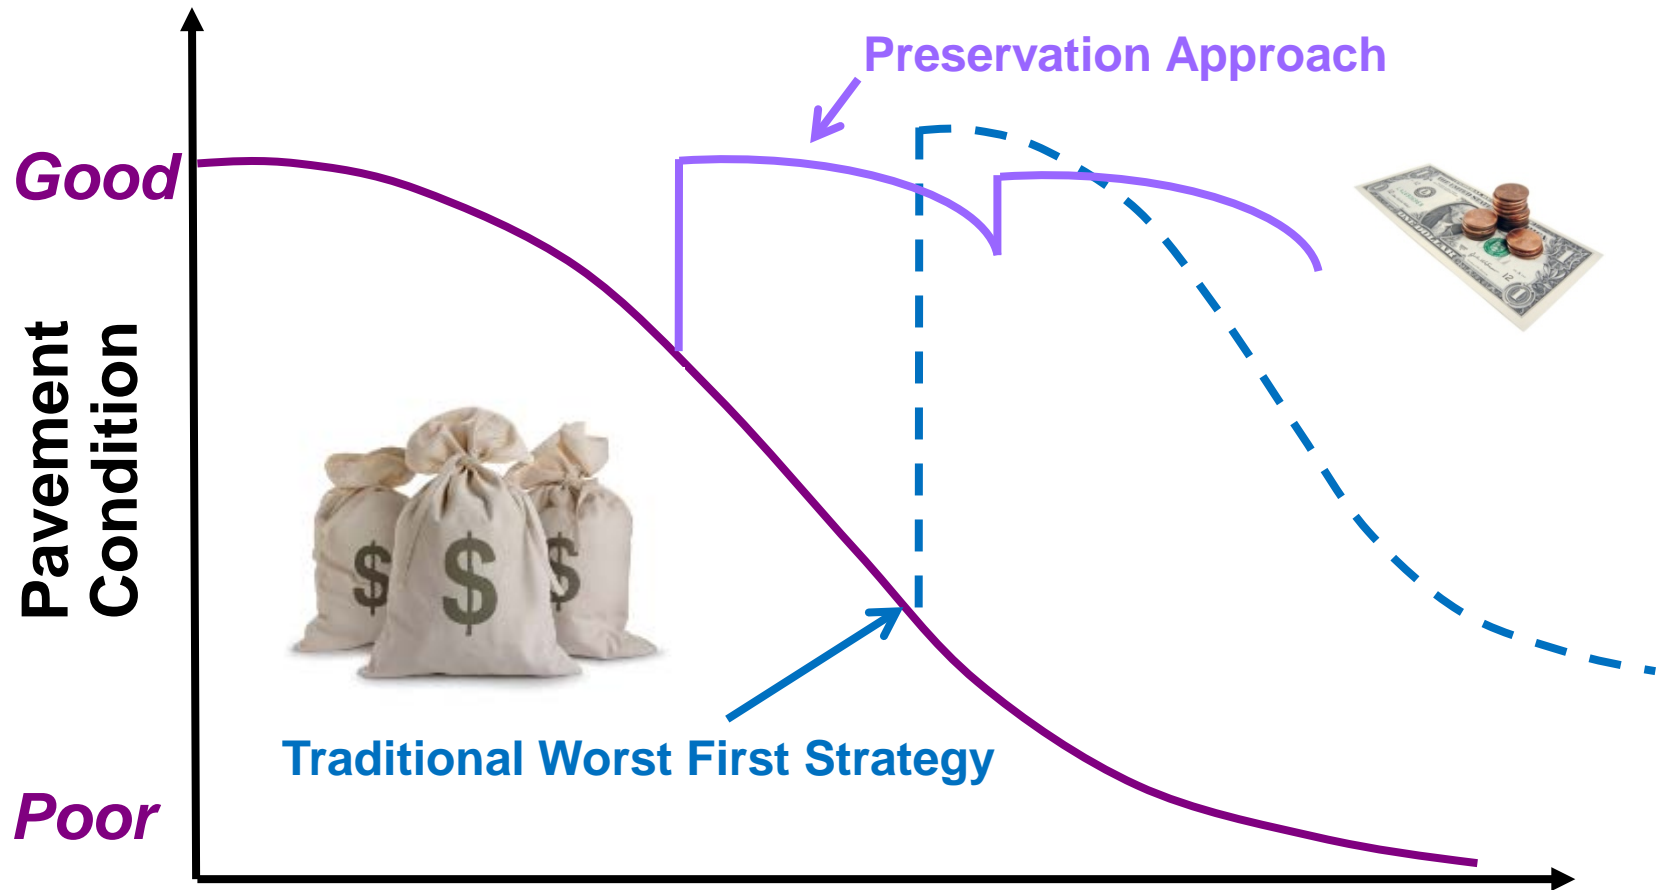 Preservation Approach
Good
Pavement
Condition
$ $ $
Traditional Worst First Strategy
Poor